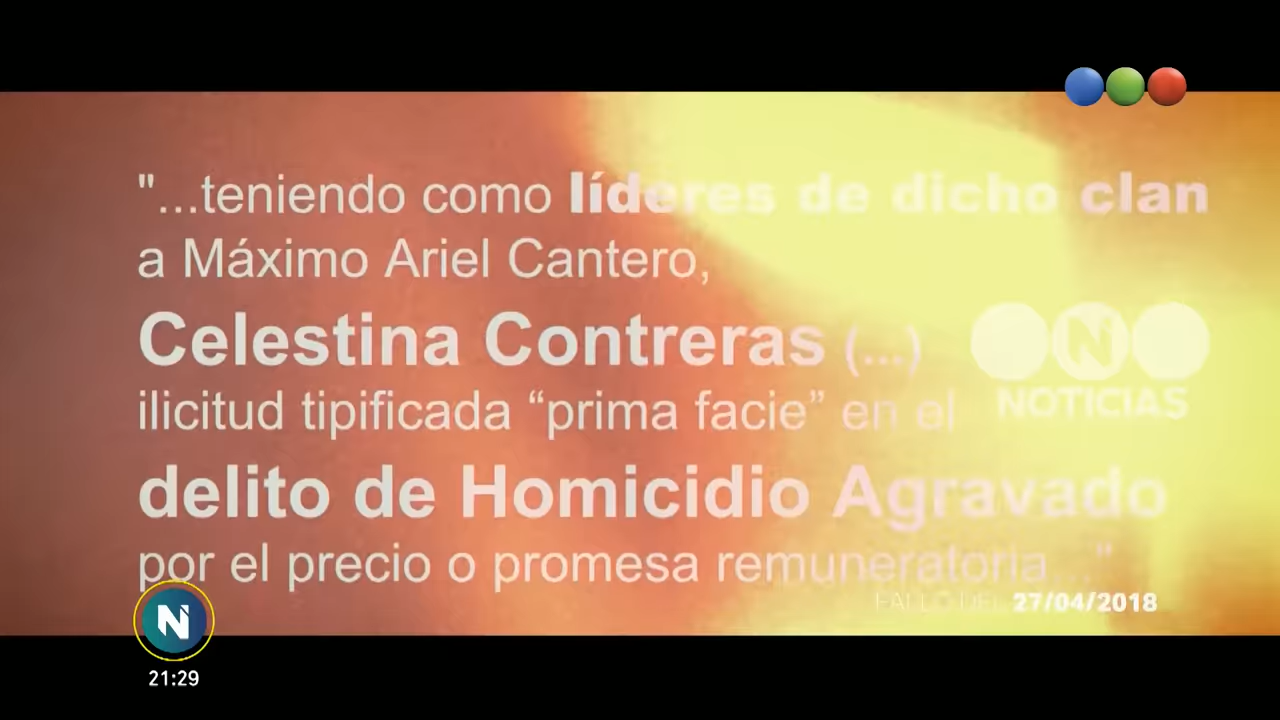 "...teniendo como líderes de dicho clan
a Máximo Ariel Cantero,
Celestina Contreras (...)
ilicitud tipificada “prima facie” en el
delito de Homicidio Agravado
por el precio o promesa remuneratoria..."
FALLO DEL 27/04/2018
N
NOTICIAS
N
21:29